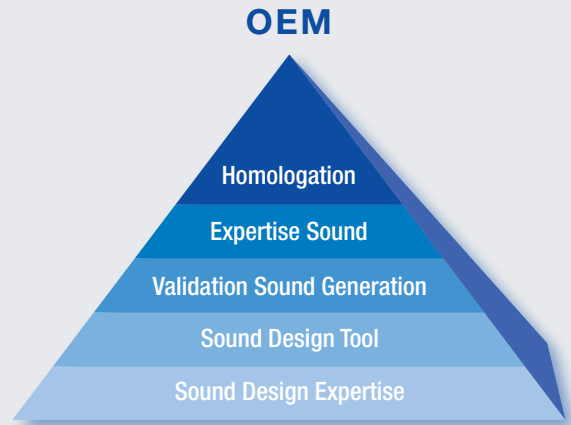 OEM
Homologation
Expertise Sound
Validation Sound Generation
Sound Design Tool
Sound Design Expertise